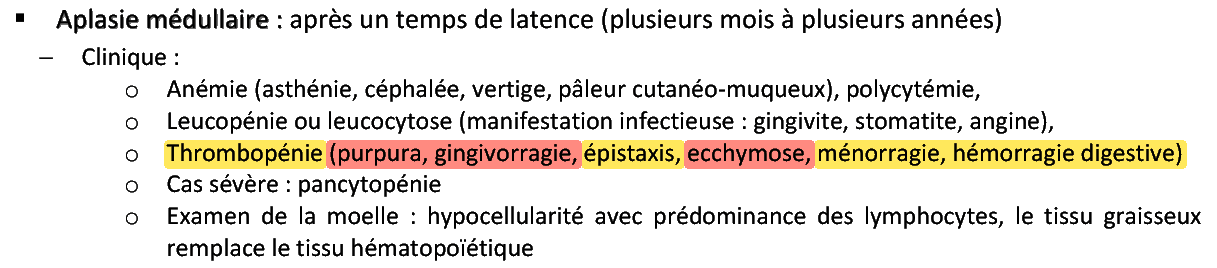 ▪ Aplasie médullaire : après un temps de latence (plusieurs mois à plusieurs années)
– Clinique :
o Anémie (asthénie, céphalée, vertige, pâleur cutanéo-muqueux), polycytémie,
o Leucopénie ou leucocytose (manifestation infectieuse : gingivite, stomatite, angine),
o Thrombopénie (purpura, gingivorragie, épistaxis, ecchymose, ménorragie, hémorragie digestive)
o Cas sévère : pancytopénie
o Examen de la moelle : hypocellularité avec prédominance des lymphocytes, le tissu graisseux
remplace le tissu hématopoïétique